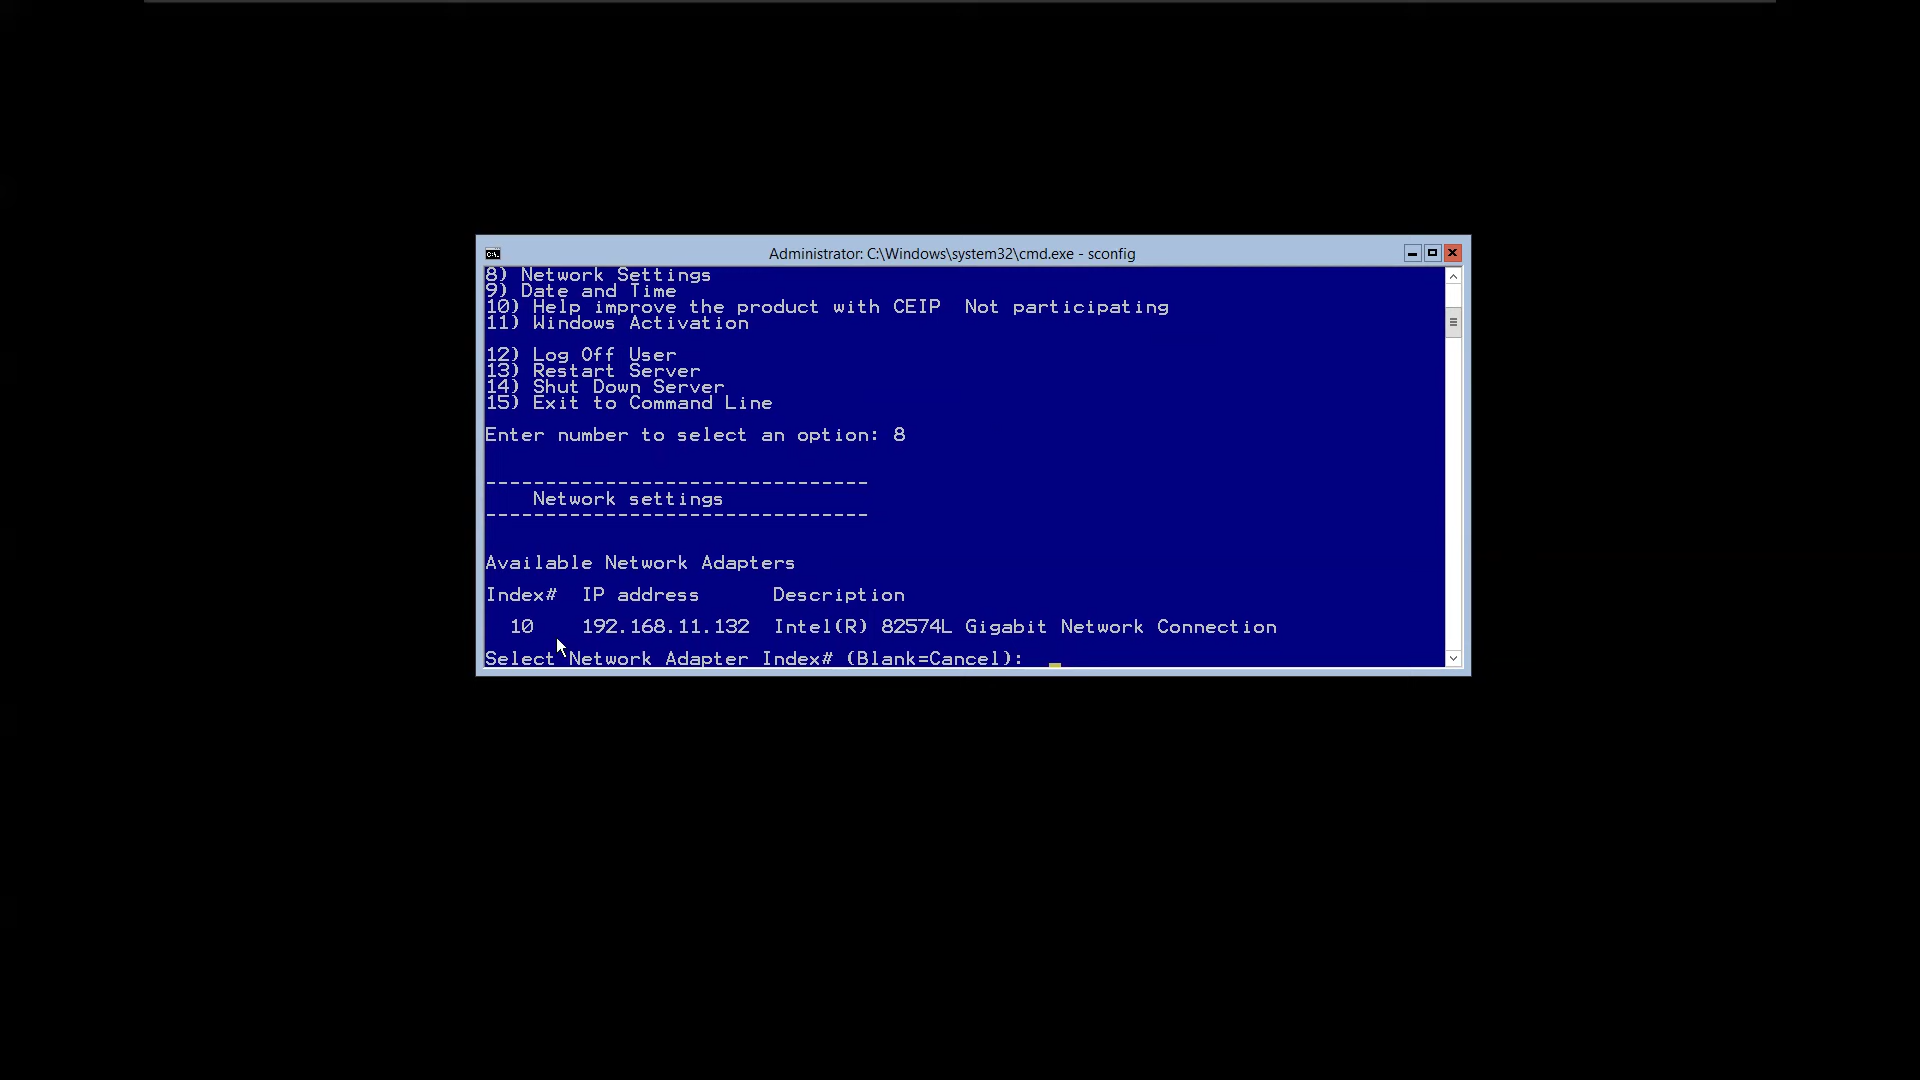 Administrator: C:\Windows\system32\cmd.exe - sconfig
8) Network Settings
9) Date and Time
10) Help improve the product with CEIP  Not participating
11) Windows Activation
12) Log Off User
13) Restart Server
14) Shut Down Server
15) Exit to Command Line
Enter number to select an option: 8
--------------------------------
Network settings
--------------------------------
Available Network Adapters
Index#  IP address      Description
10    192.168.11.132  Intel(R) 82574L Gigabit Network Connection
Select Network Adapter Index# (Blank=Cancel):